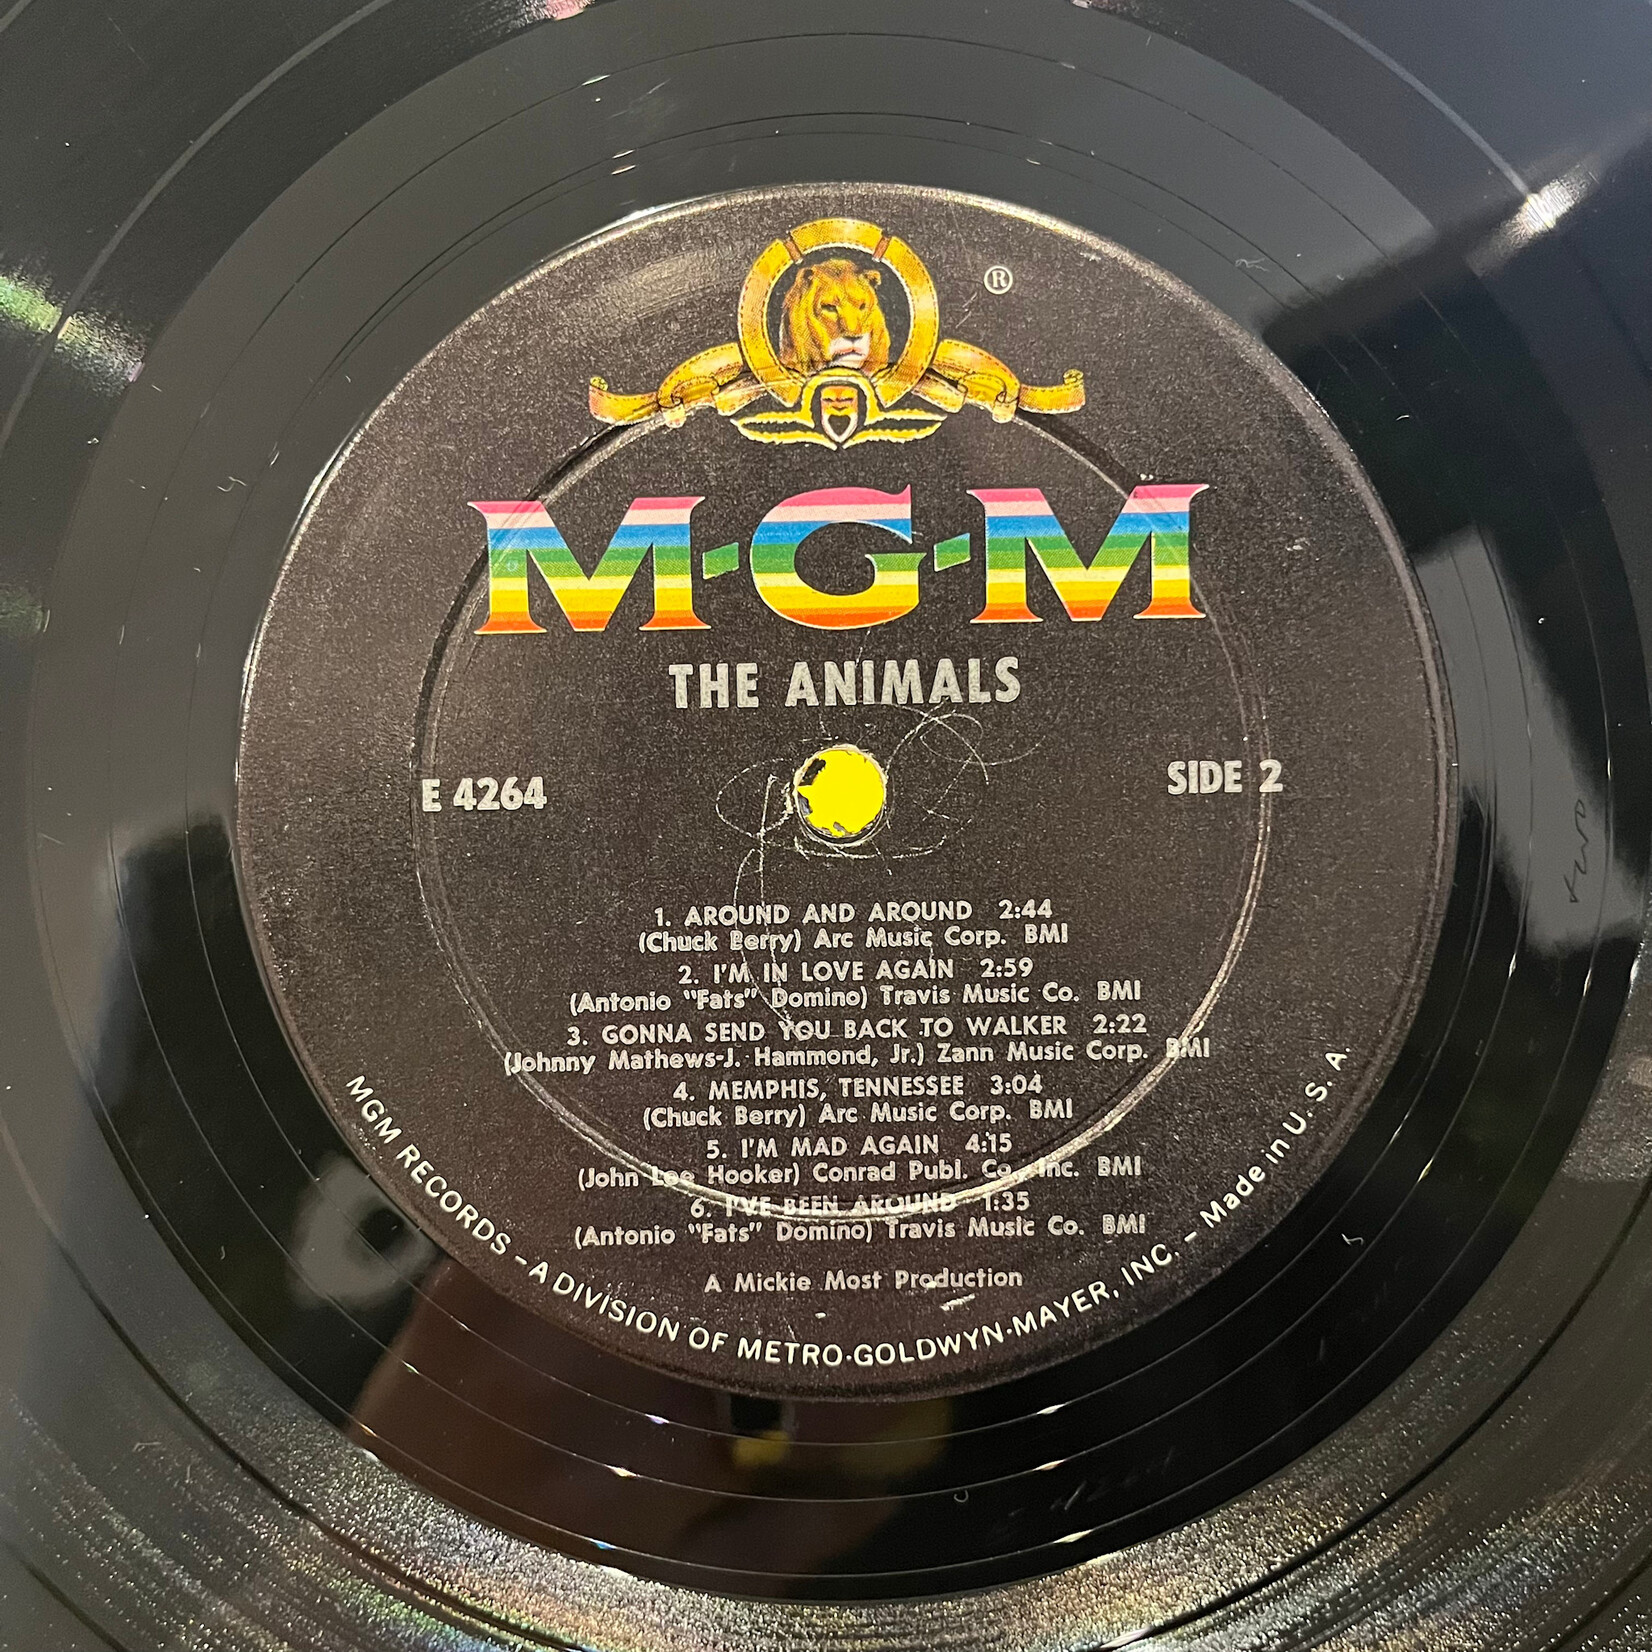 ®
M·G·M
THE ANIMALS
E 4264
SIDE 2
1. AROUND AND AROUND 2:44
(Chuck Berry) Arc Music Corp. BMI
2. I'M IN LOVE AGAIN 2:59
(Antonio "Fats" Domino) Travis Music Co. BMI
3. GONNA SEND YOU BACK TO WALKER 2:22
(Johnny Mathews-J. Hammond, Jr.) Zann Music Corp. BMI
4. MEMPHIS, TENNESSEE 3:04
(Chuck Berry) Arc Music Corp. BMI
5. I'M MAD AGAIN 4:15
(John Lee Hooker) Conrad Publ. Co., Inc. BMI
6. I'VE BEEN AROUND 1:35
(Antonio "Fats" Domino) Travis Music Co. BMI
A Mickie Most Production
MGM RECORDS – A DIVISION OF METRO-GOLDWYN-MAYER, INC. – Made in U. S. A.
two